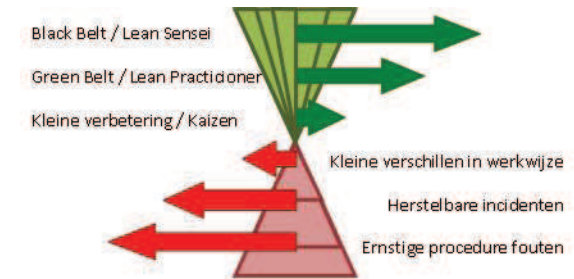 Black Belt / Lean Sensei
Green Belt / Lean Practicioner
Kleine verbetering / Kaizen
Kleine verschillen in werkwijze
Herstelbare incidenten
Ernstige procedure fouten